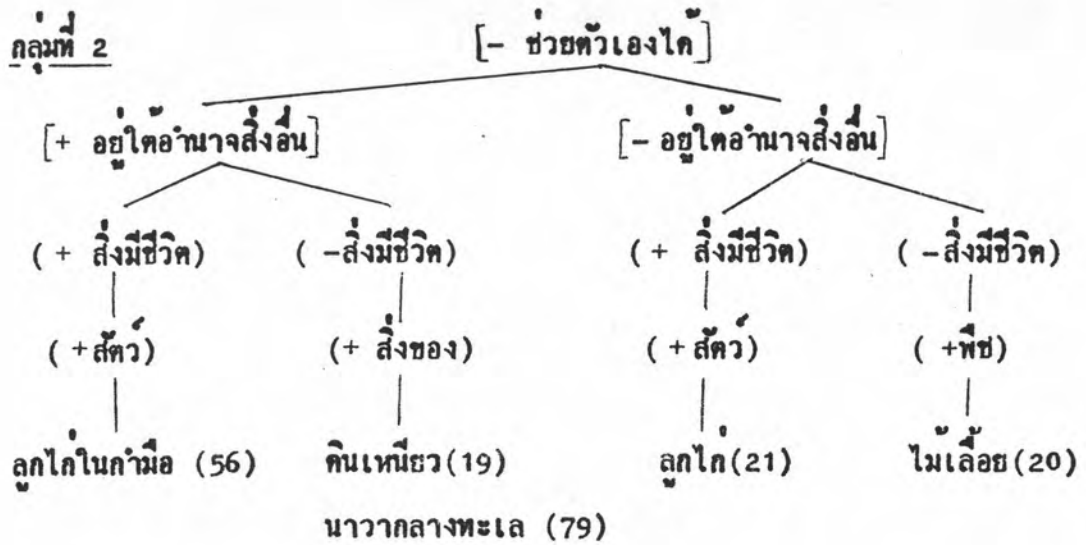 กลุ่มที่ 2
[- ช่วยตัวเองได้]
[+ อยู่ใต้อำนาจสิ่งอื่น] [- อยู่ใต้อำนาจสิ่งอื่น]
(+ สิ่งมีชีวิต) (-สิ่งมีชีวิต) (+ สิ่งมีชีวิต) (-สิ่งมีชีวิต)
(+สัตว์) (+ สิ่งของ) (+สัตว์) (+พืช)
ลูกไก่ในกำมือ (56) ดินเหนียว(19) ลูกไก่(21) ไม้เลื้อย(20)
นาวากลางทะเล (79)